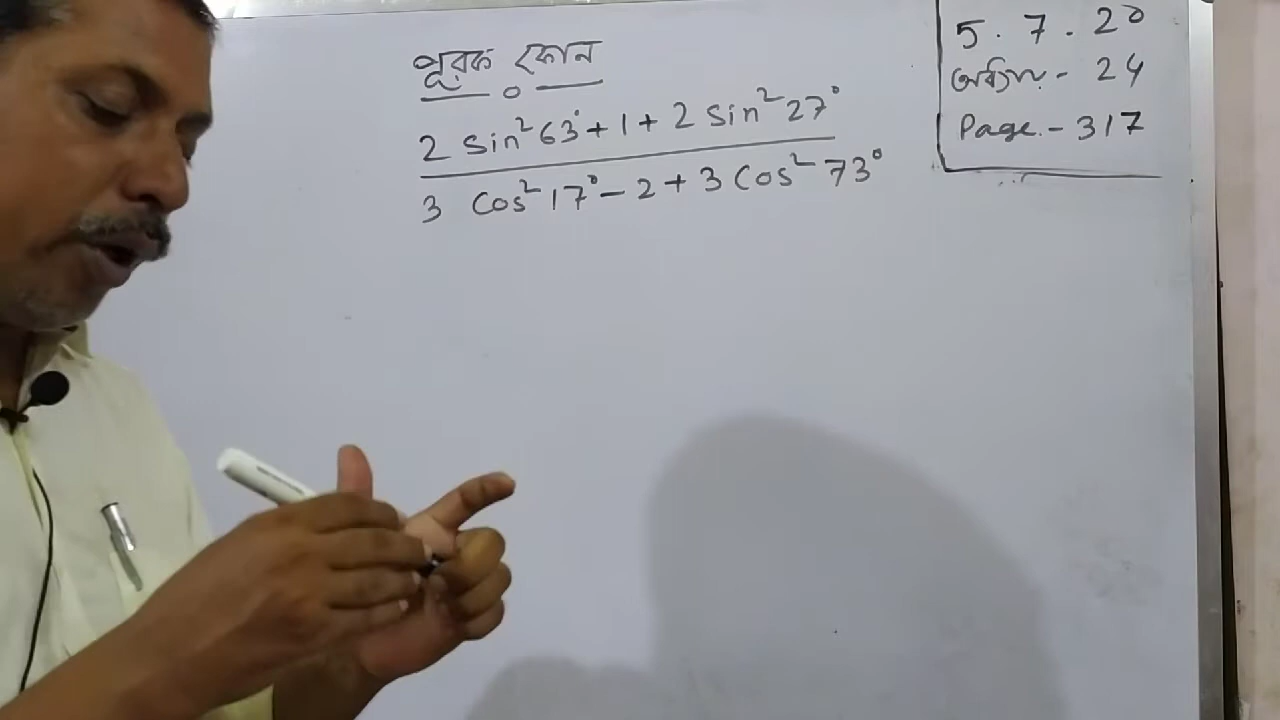 পূরক কোন
2 sin²63° + 1 + 2 sin²27°
3 cos²17° - 2 + 3 cos²73°
5.7.20
অধ্যায়:- 24
Page.- 317